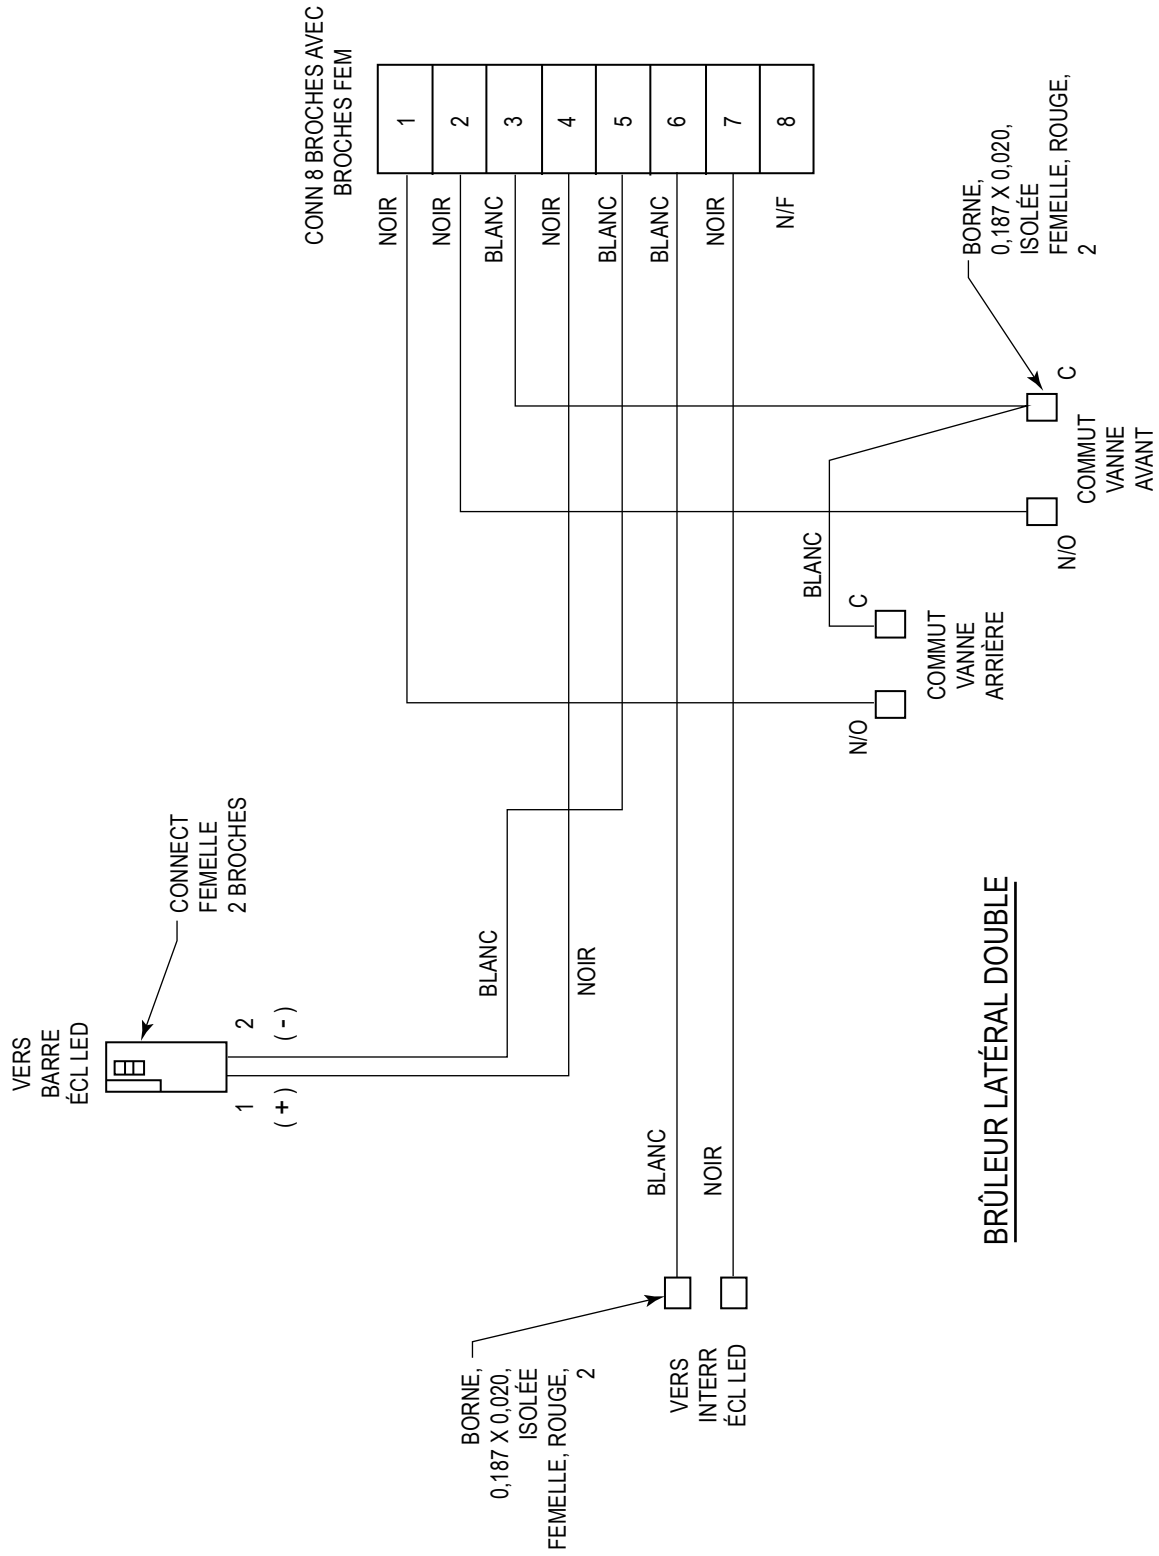 VERS
BARRE
ÉCL LED
CONNECT
FEMELLE
2 BROCHES
1
2
(+)
(-)
CONN 8 BROCHES AVEC
BROCHES FEM
1
2
3
4
5
6
7
8
NOIR
NOIR
BLANC
NOIR
BLANC
BLANC
NOIR
N/F
BLANC
NOIR
BORNE,
0,187 X 0,020,
ISOLÉE
FEMELLE, ROUGE,
2
BLANC
NOIR
VERS
INTERR
ÉCL LED
BLANC
N/O
C
COMMUT
VANNE
ARRIÈRE
BORNE,
0,187 X 0,020,
ISOLÉE
FEMELLE, ROUGE,
2
N/O
C
COMMUT
VANNE
AVANT
BRÛLEUR LATÉRAL DOUBLE